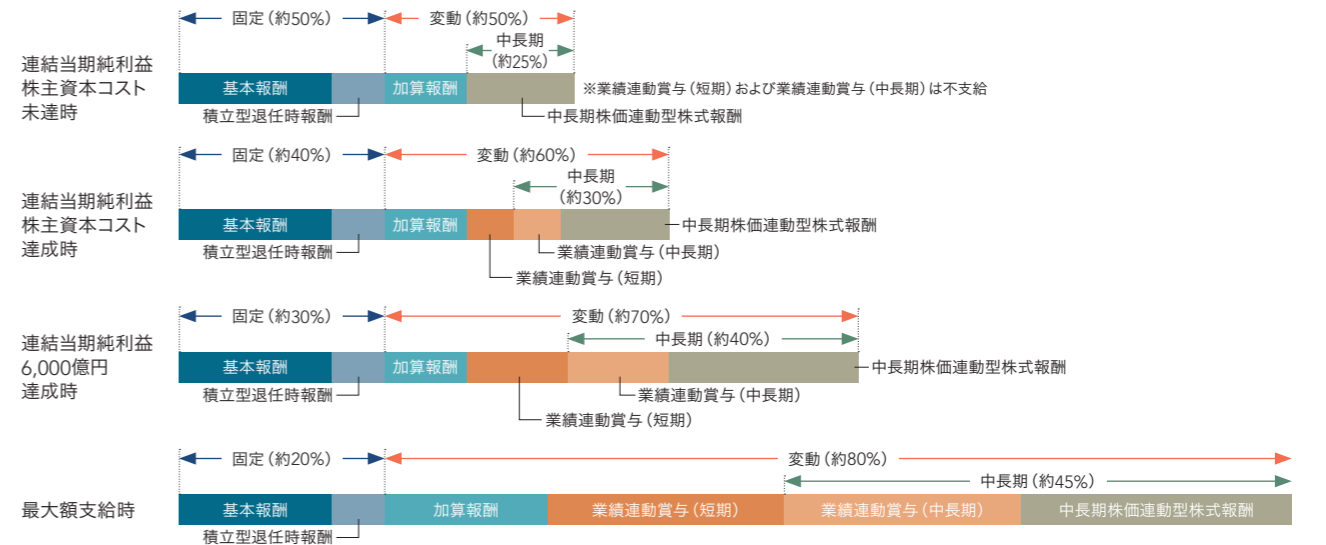 固定（約50%）
変動（約50%）
中長期
（約25%）
連結当期純利益
株主資本コスト
未達時
基本報酬
加算報酬
※業績連動賞与（短期）および業績連動賞与（中長期）は不支給
積立型退任時報酬
中長期株価連動型株式報酬
固定（約40%）
変動（約60%）
中長期
（約30%）
連結当期純利益
株主資本コスト
達成時
基本報酬
加算報酬
中長期株価連動型株式報酬
積立型退任時報酬
業績連動賞与（中長期）
業績連動賞与（短期）
固定（約30%）
変動（約70%）
中長期（約40%）
連結当期純利益
6,000億円
達成時
基本報酬
加算報酬
中長期株価連動型株式報酬
積立型退任時報酬
業績連動賞与（中長期）
業績連動賞与（短期）
固定（約20%）
変動（約80%）
中長期（約45%）
最大額支給時
基本報酬
加算報酬
業績連動賞与（短期）
業績連動賞与（中長期）
中長期株価連動型株式報酬
積立型退任時報酬